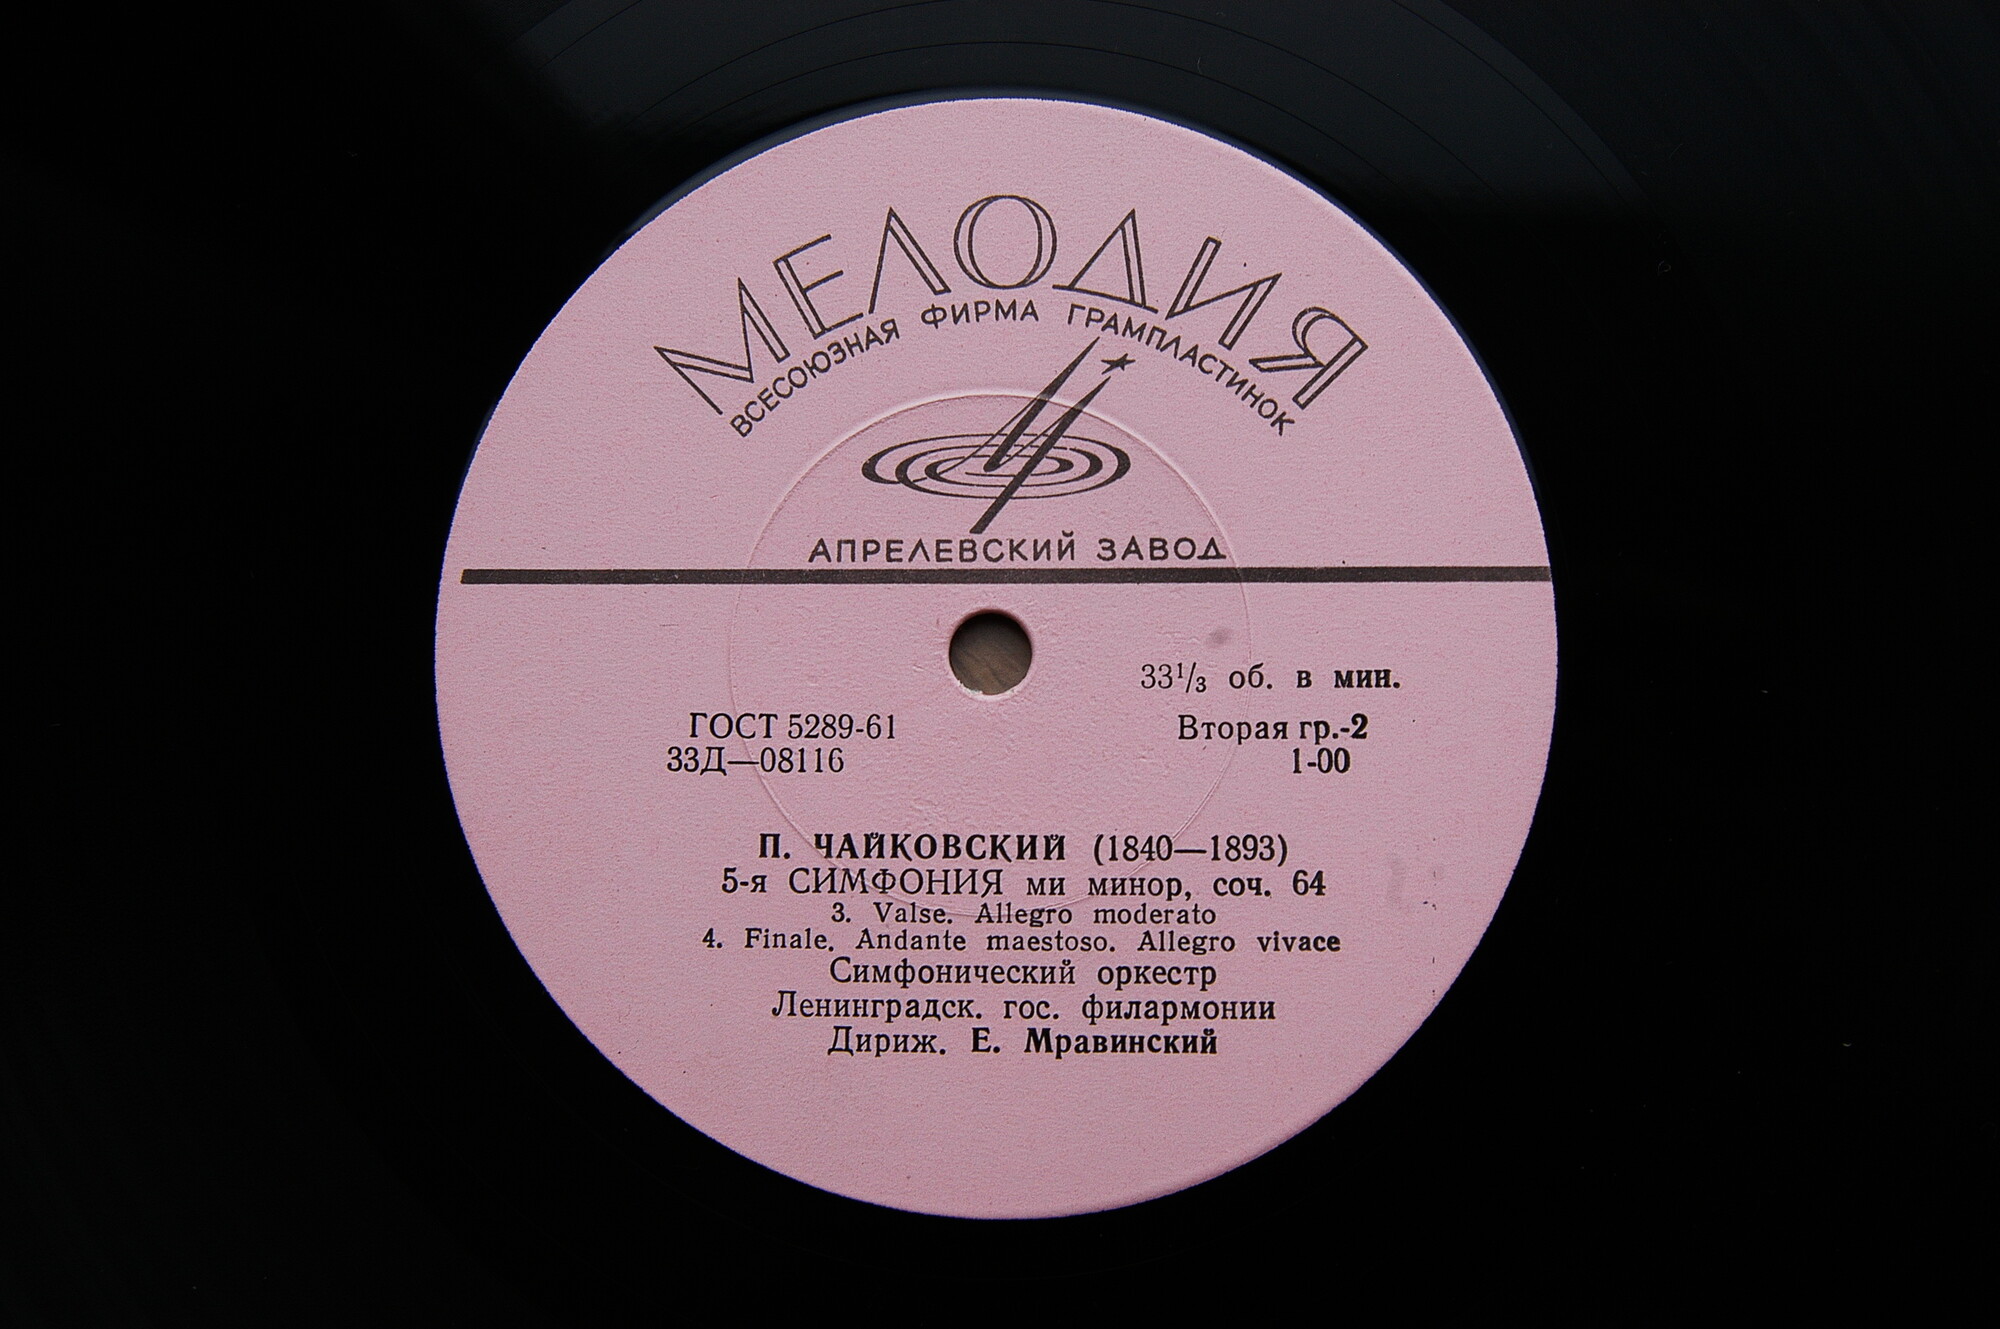 МЕЛОДИЯ
ВСЕСОЮЗНАЯ ФИРМА ГРАМПЛАСТИНОК
АПРЕЛЕВСКИЙ ЗАВОД
33 1/3 об. в мин.
ГОСТ 5289-61
Вторая гр.-2
33Д—08116
1-00
П. ЧАЙКОВСКИЙ (1840—1893)
5-я СИМФОНИЯ ми минор, соч. 64
3. Valse. Allegro moderato
4. Finale. Andante maestoso. Allegro vivace
Симфонический оркестр
Ленинградск. гос. филармонии
Дириж. Е. Мравинский